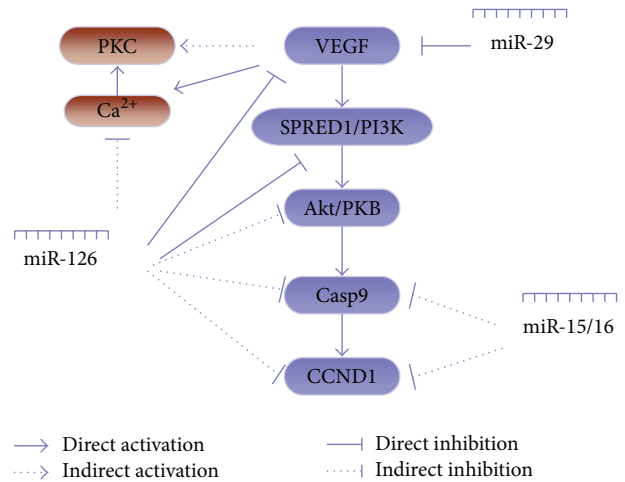 PKC
VEGF
miR-29
Ca2+
SPRED1/PI3K
Akt/PKB
miR-126
Casp9
miR-15/16
CCND1
Direct activation
Direct inhibition
Indirect activation
Indirect inhibition